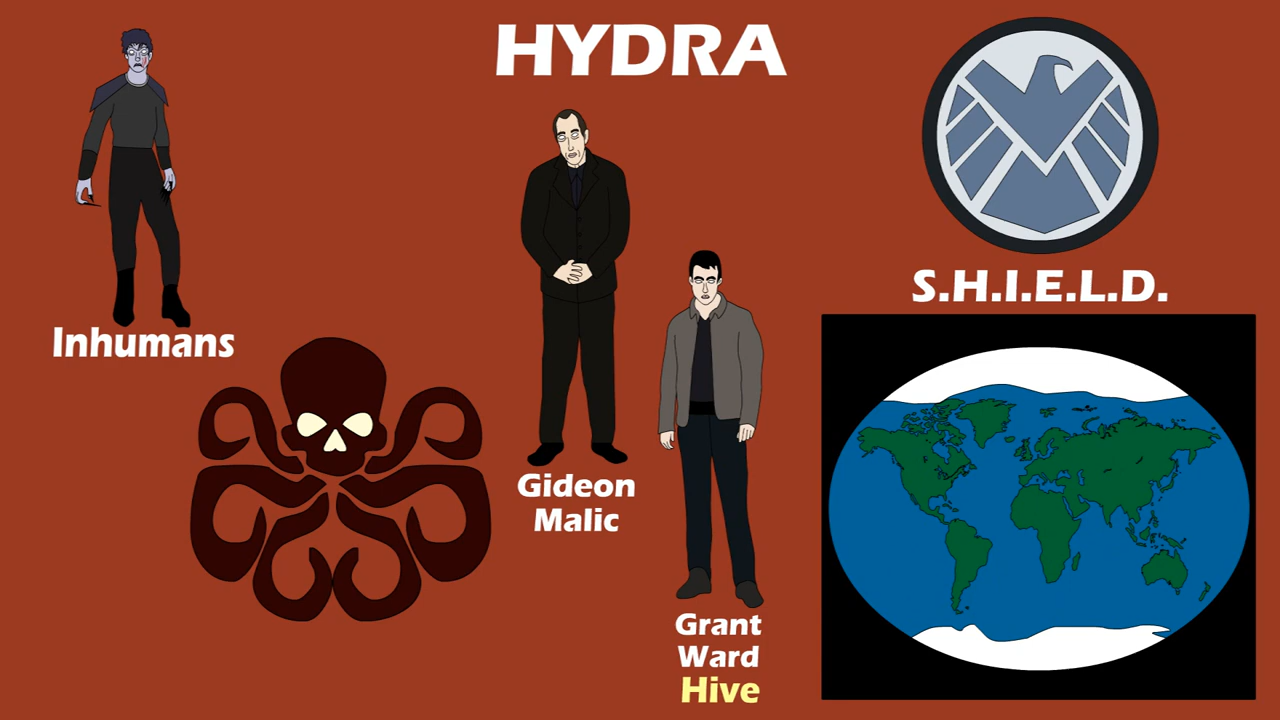 HYDRA
S.H.I.E.L.D.
Inhumans
Gideon
Malic
Grant
Ward
Hive